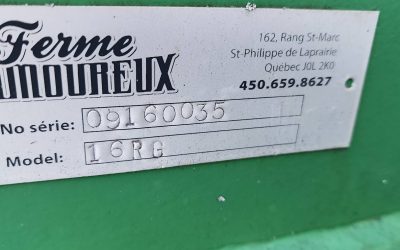 Ferme
162, Rang St-Marc
St-Philippe de Laprairie
Québec J0L 2K0
450.659.8627
No série: 09160035
Model: 16RG